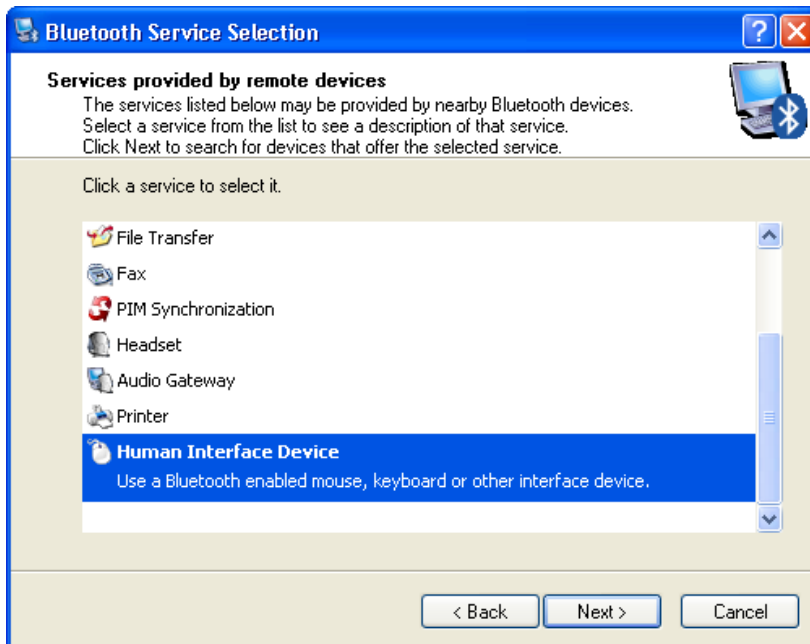 Bluetooth Service Selection
Services provided by remote devices
The services listed below may be provided by nearby Bluetooth devices.
Select a service from the list to see a description of that service.
Click Next to search for devices that offer the selected service.
Click a service to select it.
File Transfer
Fax
PIM Synchronization
Headset
Audio Gateway
Printer
Human Interface Device
Use a Bluetooth enabled mouse, keyboard or other interface device.
< Back Next > Cancel